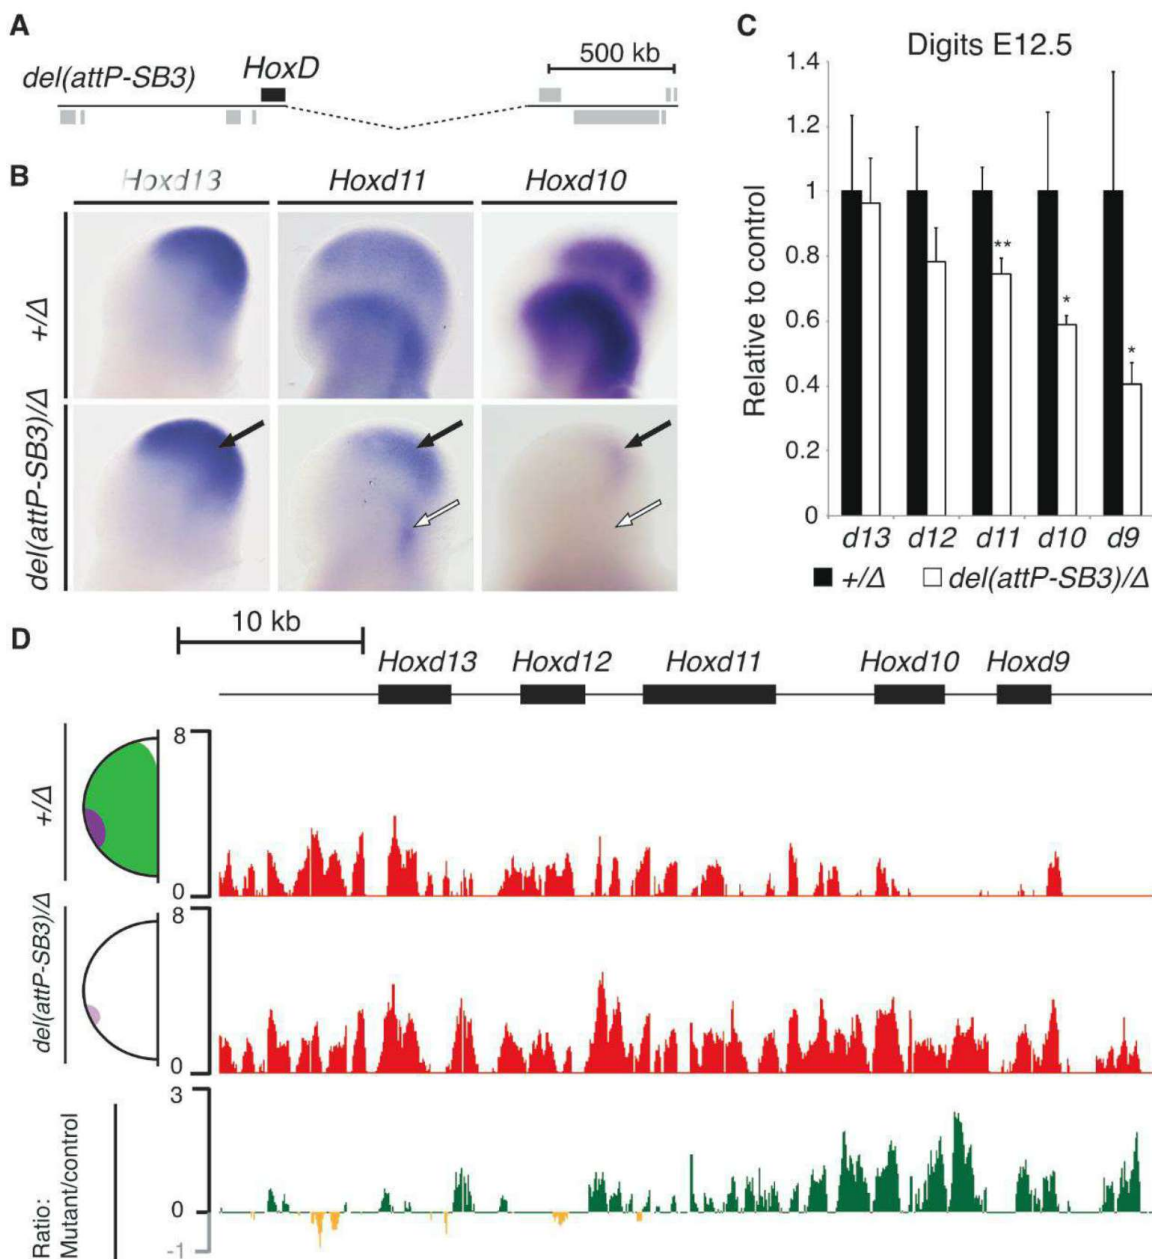 A
del(attP-SB3)
HoxD
500 kb
B
Hoxd13
Hoxd11
Hoxd10
+/Δ
del(attP-SB3)/Δ
C
Digits E12.5
Relative to control
1.4
1.2
1
0.8
0.6
0.4
0.2
0
**
*
*
d13 d12 d11 d10 d9
+/Δ del(attP-SB3)/Δ
D
10 kb
Hoxd13 Hoxd12 Hoxd11 Hoxd10 Hoxd9
+/Δ
8
0
del(attP-SB3)/Δ
8
0
Ratio:
Mutant/control
3
0
-1